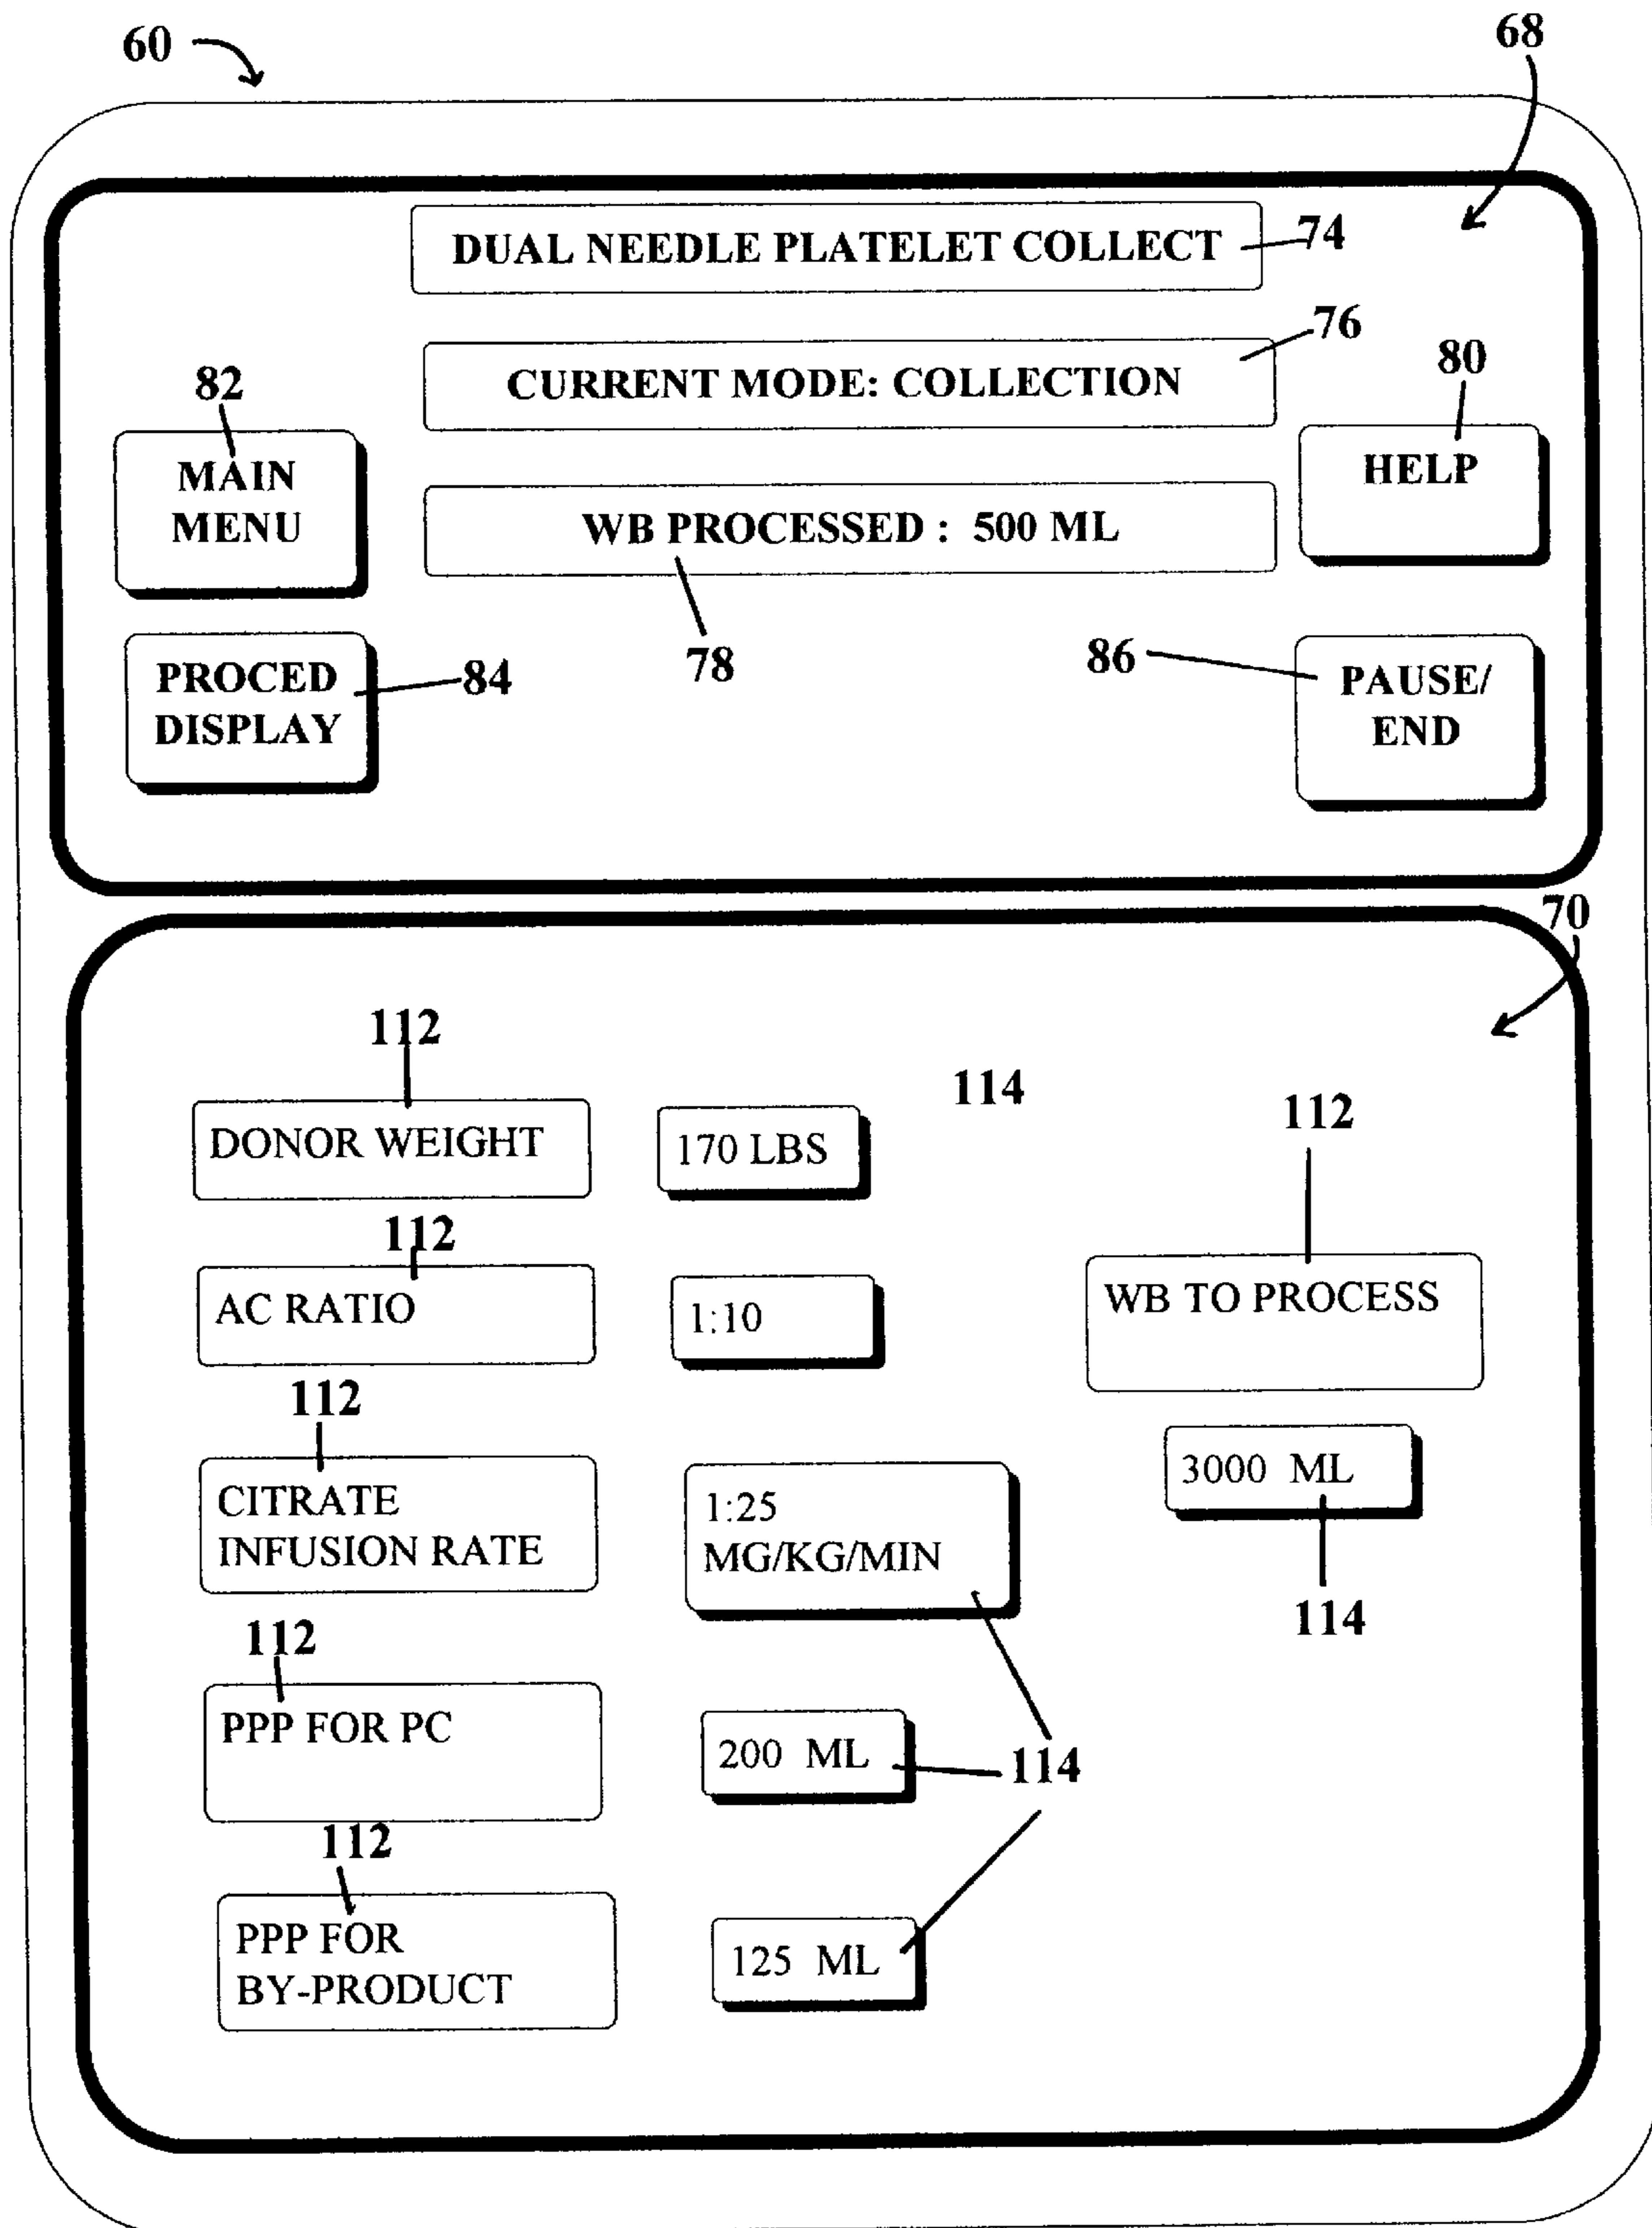 60
68
DUAL NEEDLE PLATELET COLLECT
74
76
CURRENT MODE: COLLECTION
80
82
MAIN
MENU
HELP
WB PROCESSED : 500 ML
78
PROCED
DISPLAY
84
86
PAUSE/
END
70
112
114
112
DONOR WEIGHT
170 LBS
112
AC RATIO
1:10
WB TO PROCESS
112
CITRATE
INFUSION RATE
1:25
MG/KG/MIN
3000 ML
114
112
PPP FOR PC
200 ML
114
112
PPP FOR
BY-PRODUCT
125 ML